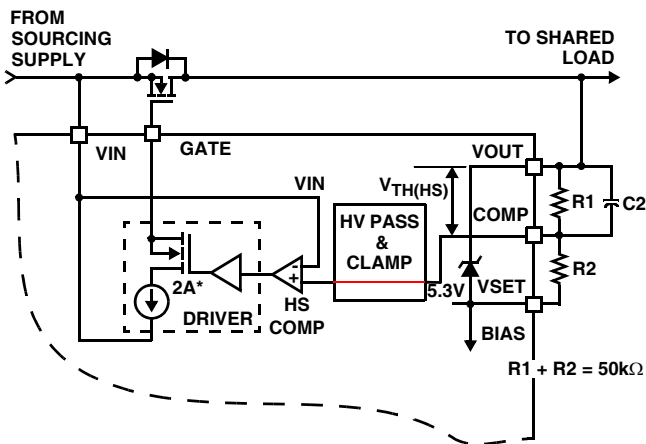 FROM
SOURCING
SUPPLY
TO SHARED
LOAD
VIN
GATE
VOUT
VIN
VTH(HS)
R1
C2
HV PASS
&
CLAMP
COMP
R2
2A*
DRIVER
-
+
HS
COMP
5.3V
VSET
BIAS
R1 + R2 = 50kΩ